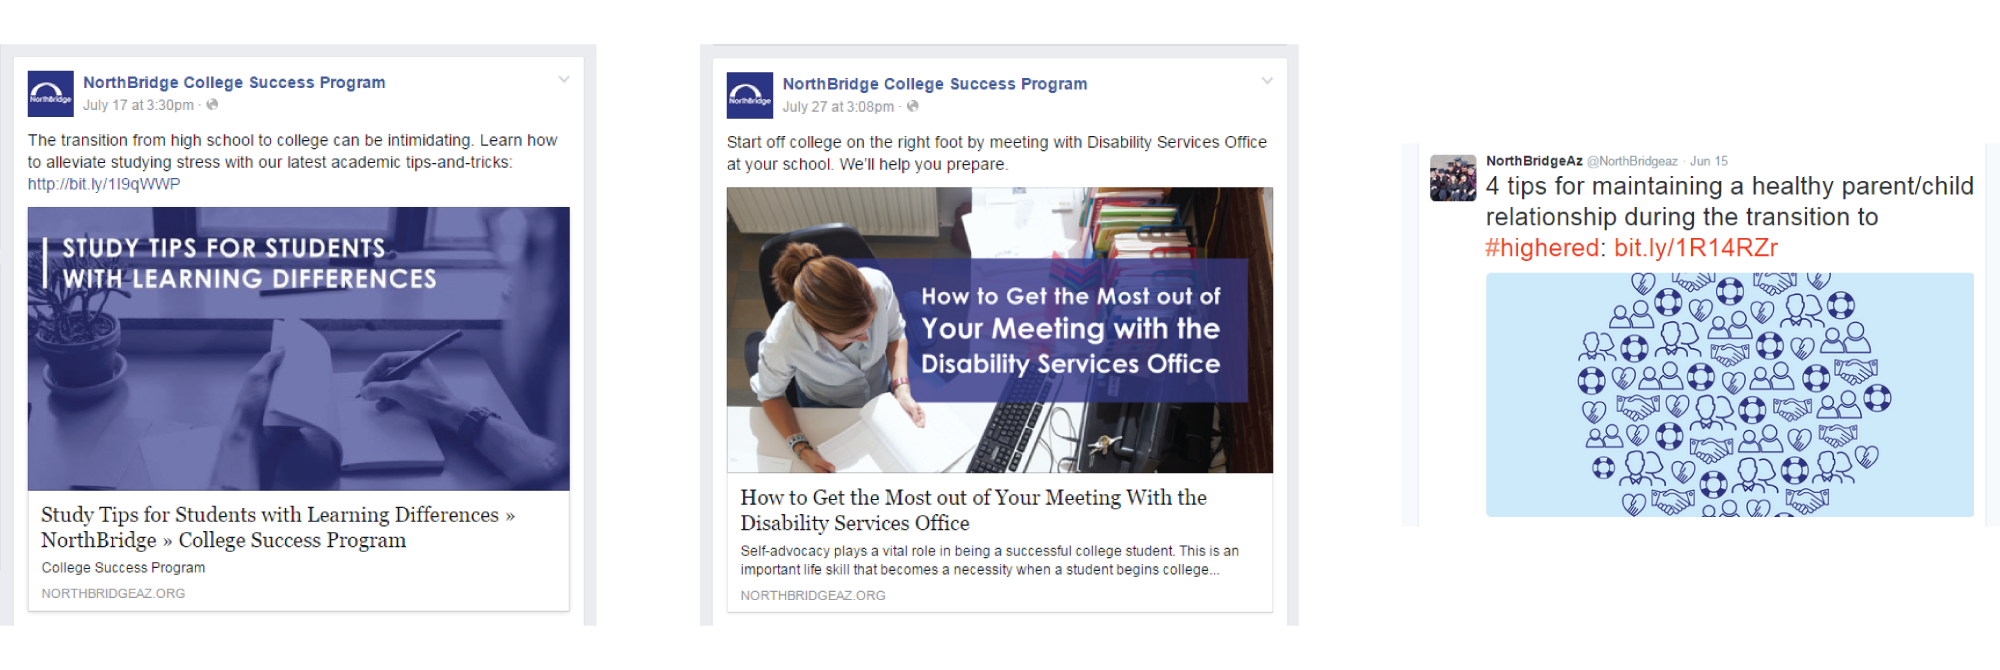 NorthBridge
NorthBridge College Success Program
July 17 at 3:30pm ·
The transition from high school to college can be intimidating. Learn how
to alleviate studying stress with our latest academic tips-and-tricks:
http://bit.ly/1I9qWWP
STUDY TIPS FOR STUDENTS
WITH LEARNING DIFFERENCES
Study Tips for Students with Learning Differences »
NorthBridge » College Success Program
College Success Program
NORTHBRIDGEAZ.ORG
NorthBridge
NorthBridge College Success Program
July 27 at 3:08pm ·
Start off college on the right foot by meeting with Disability Services Office
at your school. We'll help you prepare.
How to Get the Most out of
Your Meeting with the
Disability Services Office
How to Get the Most out of Your Meeting With the
Disability Services Office
Self-advocacy plays a vital role in being a successful college student. This is an
important life skill that becomes a necessity when a student begins college...
NORTHBRIDGEAZ.ORG
NorthBridgeAz @NorthBridgeaz · Jun 15
4 tips for maintaining a healthy parent/child
relationship during the transition to
#highered: bit.ly/1R14RZr